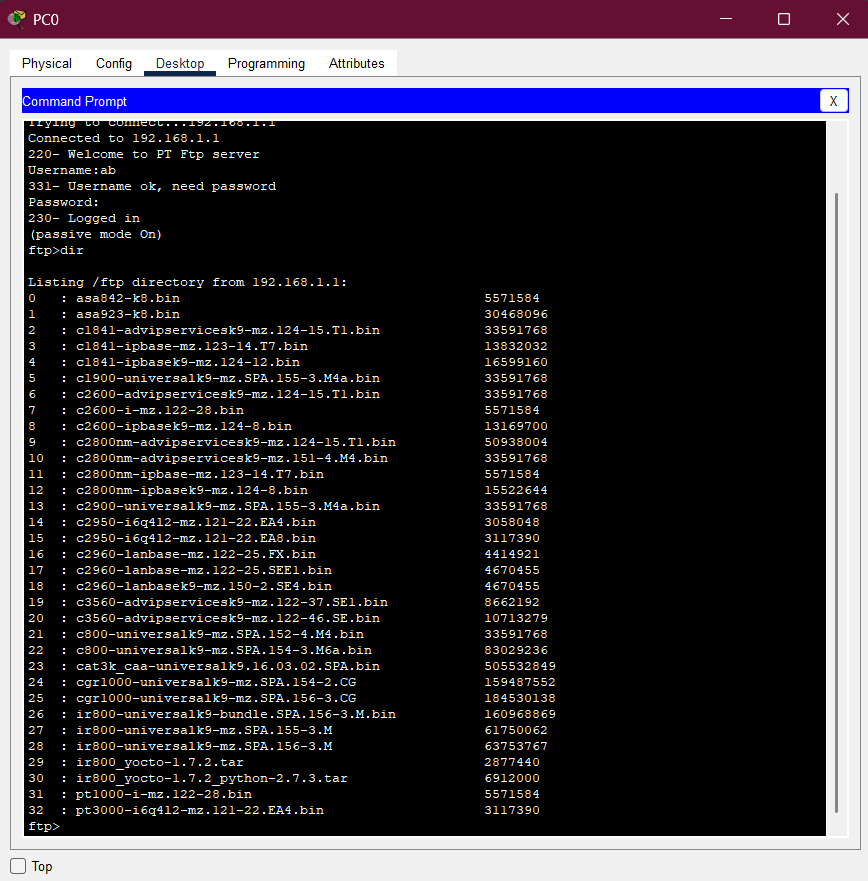 PC0
Physical Config Desktop Programming Attributes
Command Prompt X
Trying to connect...192.168.1.1
Connected to 192.168.1.1
220- Welcome to PT Ftp server
Username:ab
331- Username ok, need password
Password:
230- Logged in
(passive mode On)
ftp>dir
Listing /ftp directory from 192.168.1.1:
0 : asa842-k8.bin 5571584
1 : asa923-k8.bin 30468096
2 : c1841-advipservicesk9-mz.124-15.T1.bin 33591768
3 : c1841-ipbase-mz.123-14.T7.bin 13832032
4 : c1841-ipbasek9-mz.124-12.bin 16599160
5 : c1900-universalk9-mz.SPA.155-3.M4a.bin 33591768
6 : c2600-advipservicesk9-mz.124-15.T1.bin 33591768
7 : c2600-i-mz.122-28.bin 5571584
8 : c2600-ipbasek9-mz.124-8.bin 13169700
9 : c2800nm-advipservicesk9-mz.124-15.T1.bin 50938004
10 : c2800nm-advipservicesk9-mz.151-4.M4.bin 33591768
11 : c2800nm-ipbase-mz.123-14.T7.bin 5571584
12 : c2800nm-ipbasek9-mz.124-8.bin 15522644
13 : c2900-universalk9-mz.SPA.155-3.M4a.bin 33591768
14 : c2950-i6q4l2-mz.121-22.EA4.bin 3058048
15 : c2950-i6q4l2-mz.121-22.EA8.bin 3117390
16 : c2960-lanbase-mz.122-25.FX.bin 4414921
17 : c2960-lanbase-mz.122-25.SEE1.bin 4670455
18 : c2960-lanbasek9-mz.150-2.SE4.bin 4670455
19 : c3560-advipservicesk9-mz.122-37.SE1.bin 8662192
20 : c3560-advipservicesk9-mz.122-46.SE.bin 10713279
21 : c800-universalk9-mz.SPA.152-4.M4.bin 33591768
22 : c800-universalk9-mz.SPA.154-3.M6a.bin 83029236
23 : cat3k_caa-universalk9.16.03.02.SPA.bin 505532849
24 : cgr1000-universalk9-mz.SPA.154-2.CG 159487552
25 : cgr1000-universalk9-mz.SPA.156-3.CG 184530138
26 : ir800-universalk9-bundle.SPA.156-3.M.bin 160968869
27 : ir800-universalk9-mz.SPA.155-3.M 61750062
28 : ir800-universalk9-mz.SPA.156-3.M 63753767
29 : ir800_yocto-1.7.2.tar 2877440
30 : ir800_yocto-1.7.2_python-2.7.3.tar 6912000
31 : pt1000-i-mz.122-28.bin 5571584
32 : pt3000-i6q4l2-mz.121-22.EA4.bin 3117390
ftp>
Top